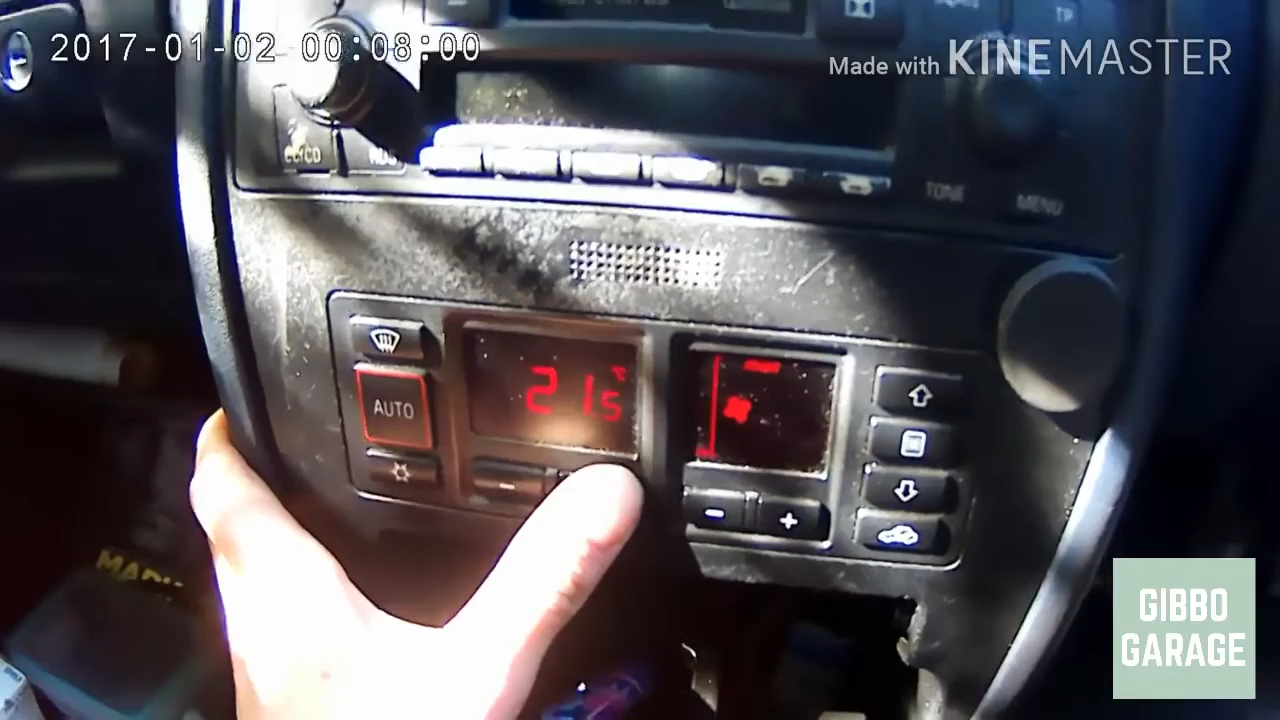 2017-01-02 00:08:00
Made with KINEMASTER
TP
CC/CD
RDS
TONE
MENU
AUTO
21.5 °C
-
- +
GIBBO
GARAGE